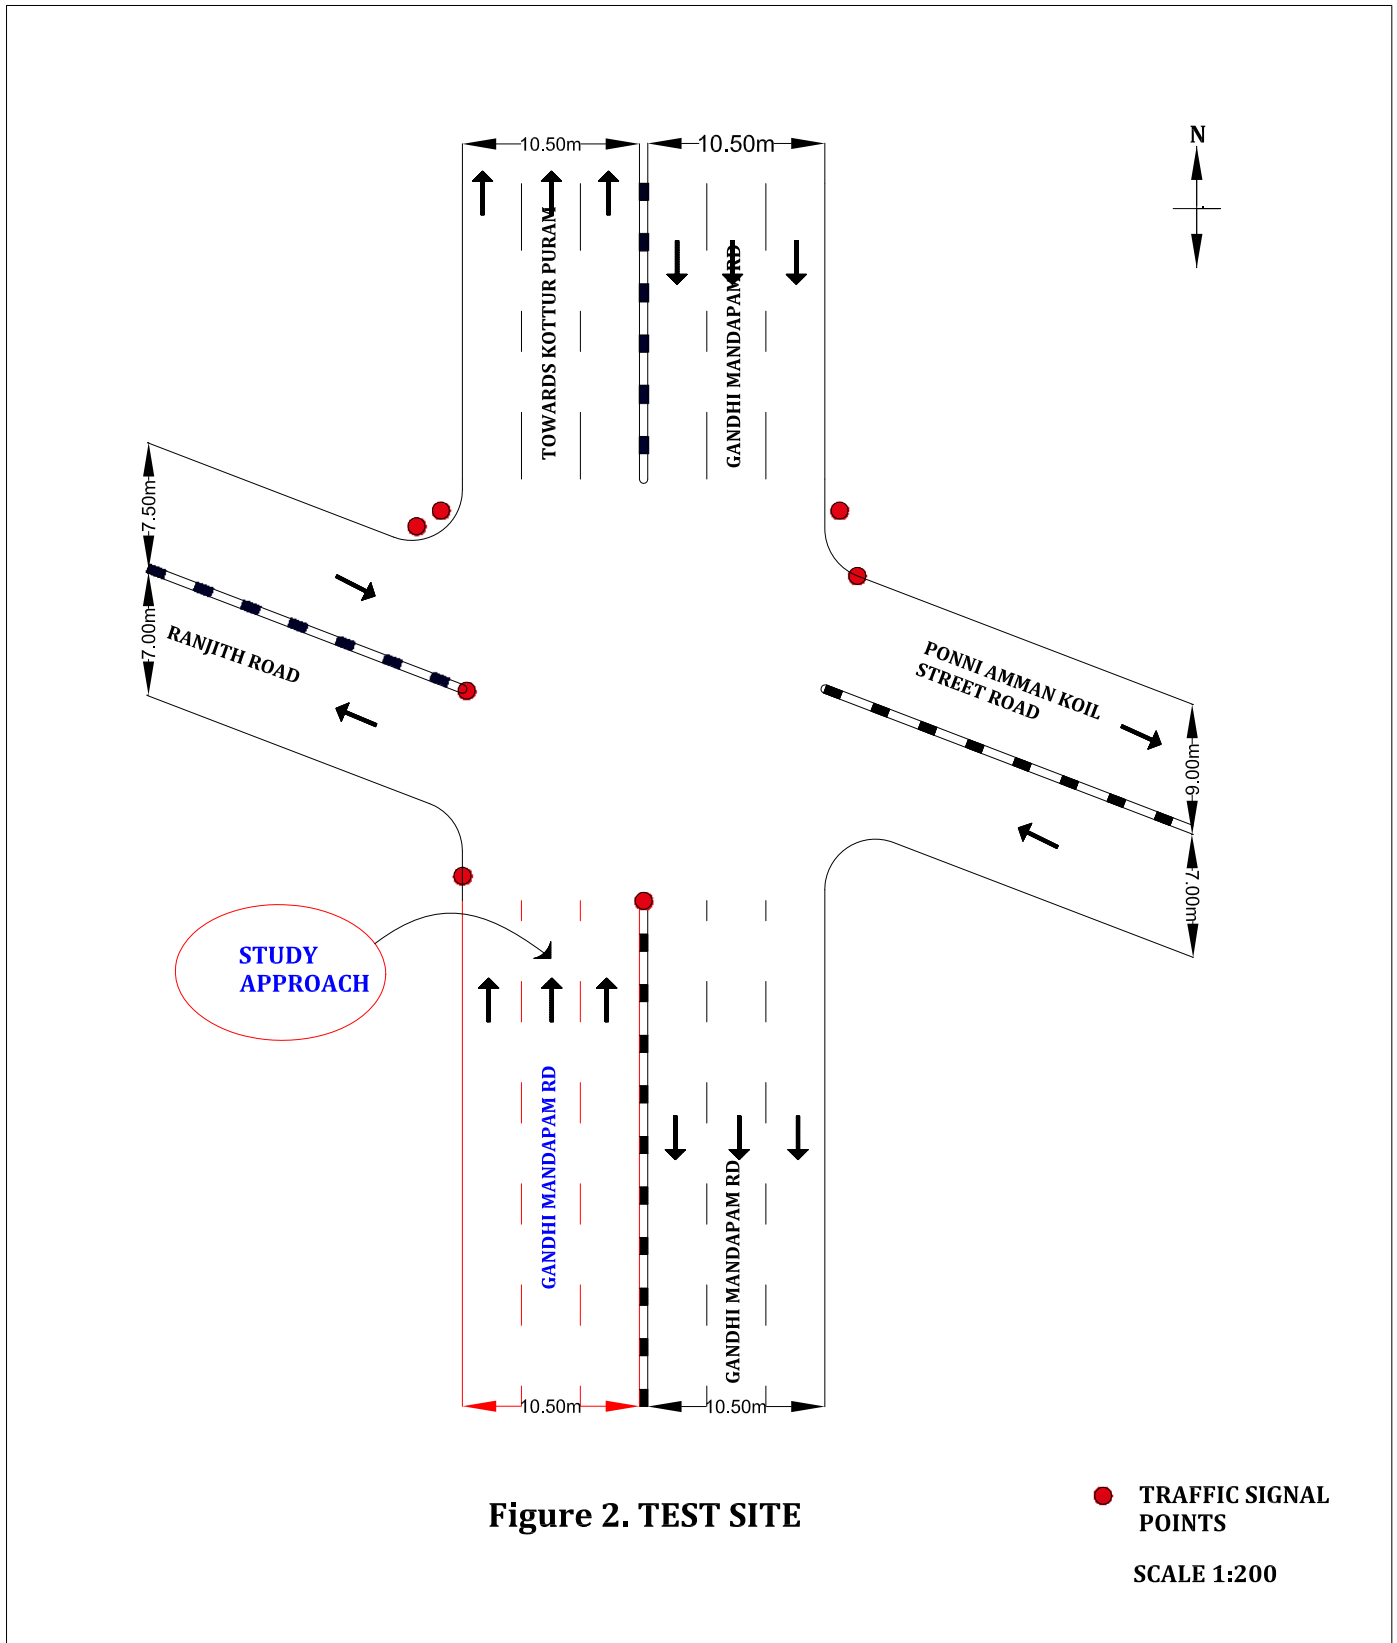 10.50m
10.50m
N
TOWARDS KOTTUR PURAM
GANDHI MANDAPAM RD
7.50m
7.00m
RANJITH ROAD
PONNI AMMAN KOIL
STREET ROAD
9.00m
7.00m
STUDY
APPROACH
GANDHI MANDAPAM RD
GANDHI MANDAPAM RD
10.50m
10.50m
Figure 2. TEST SITE
TRAFFIC SIGNAL
POINTS
SCALE 1:200